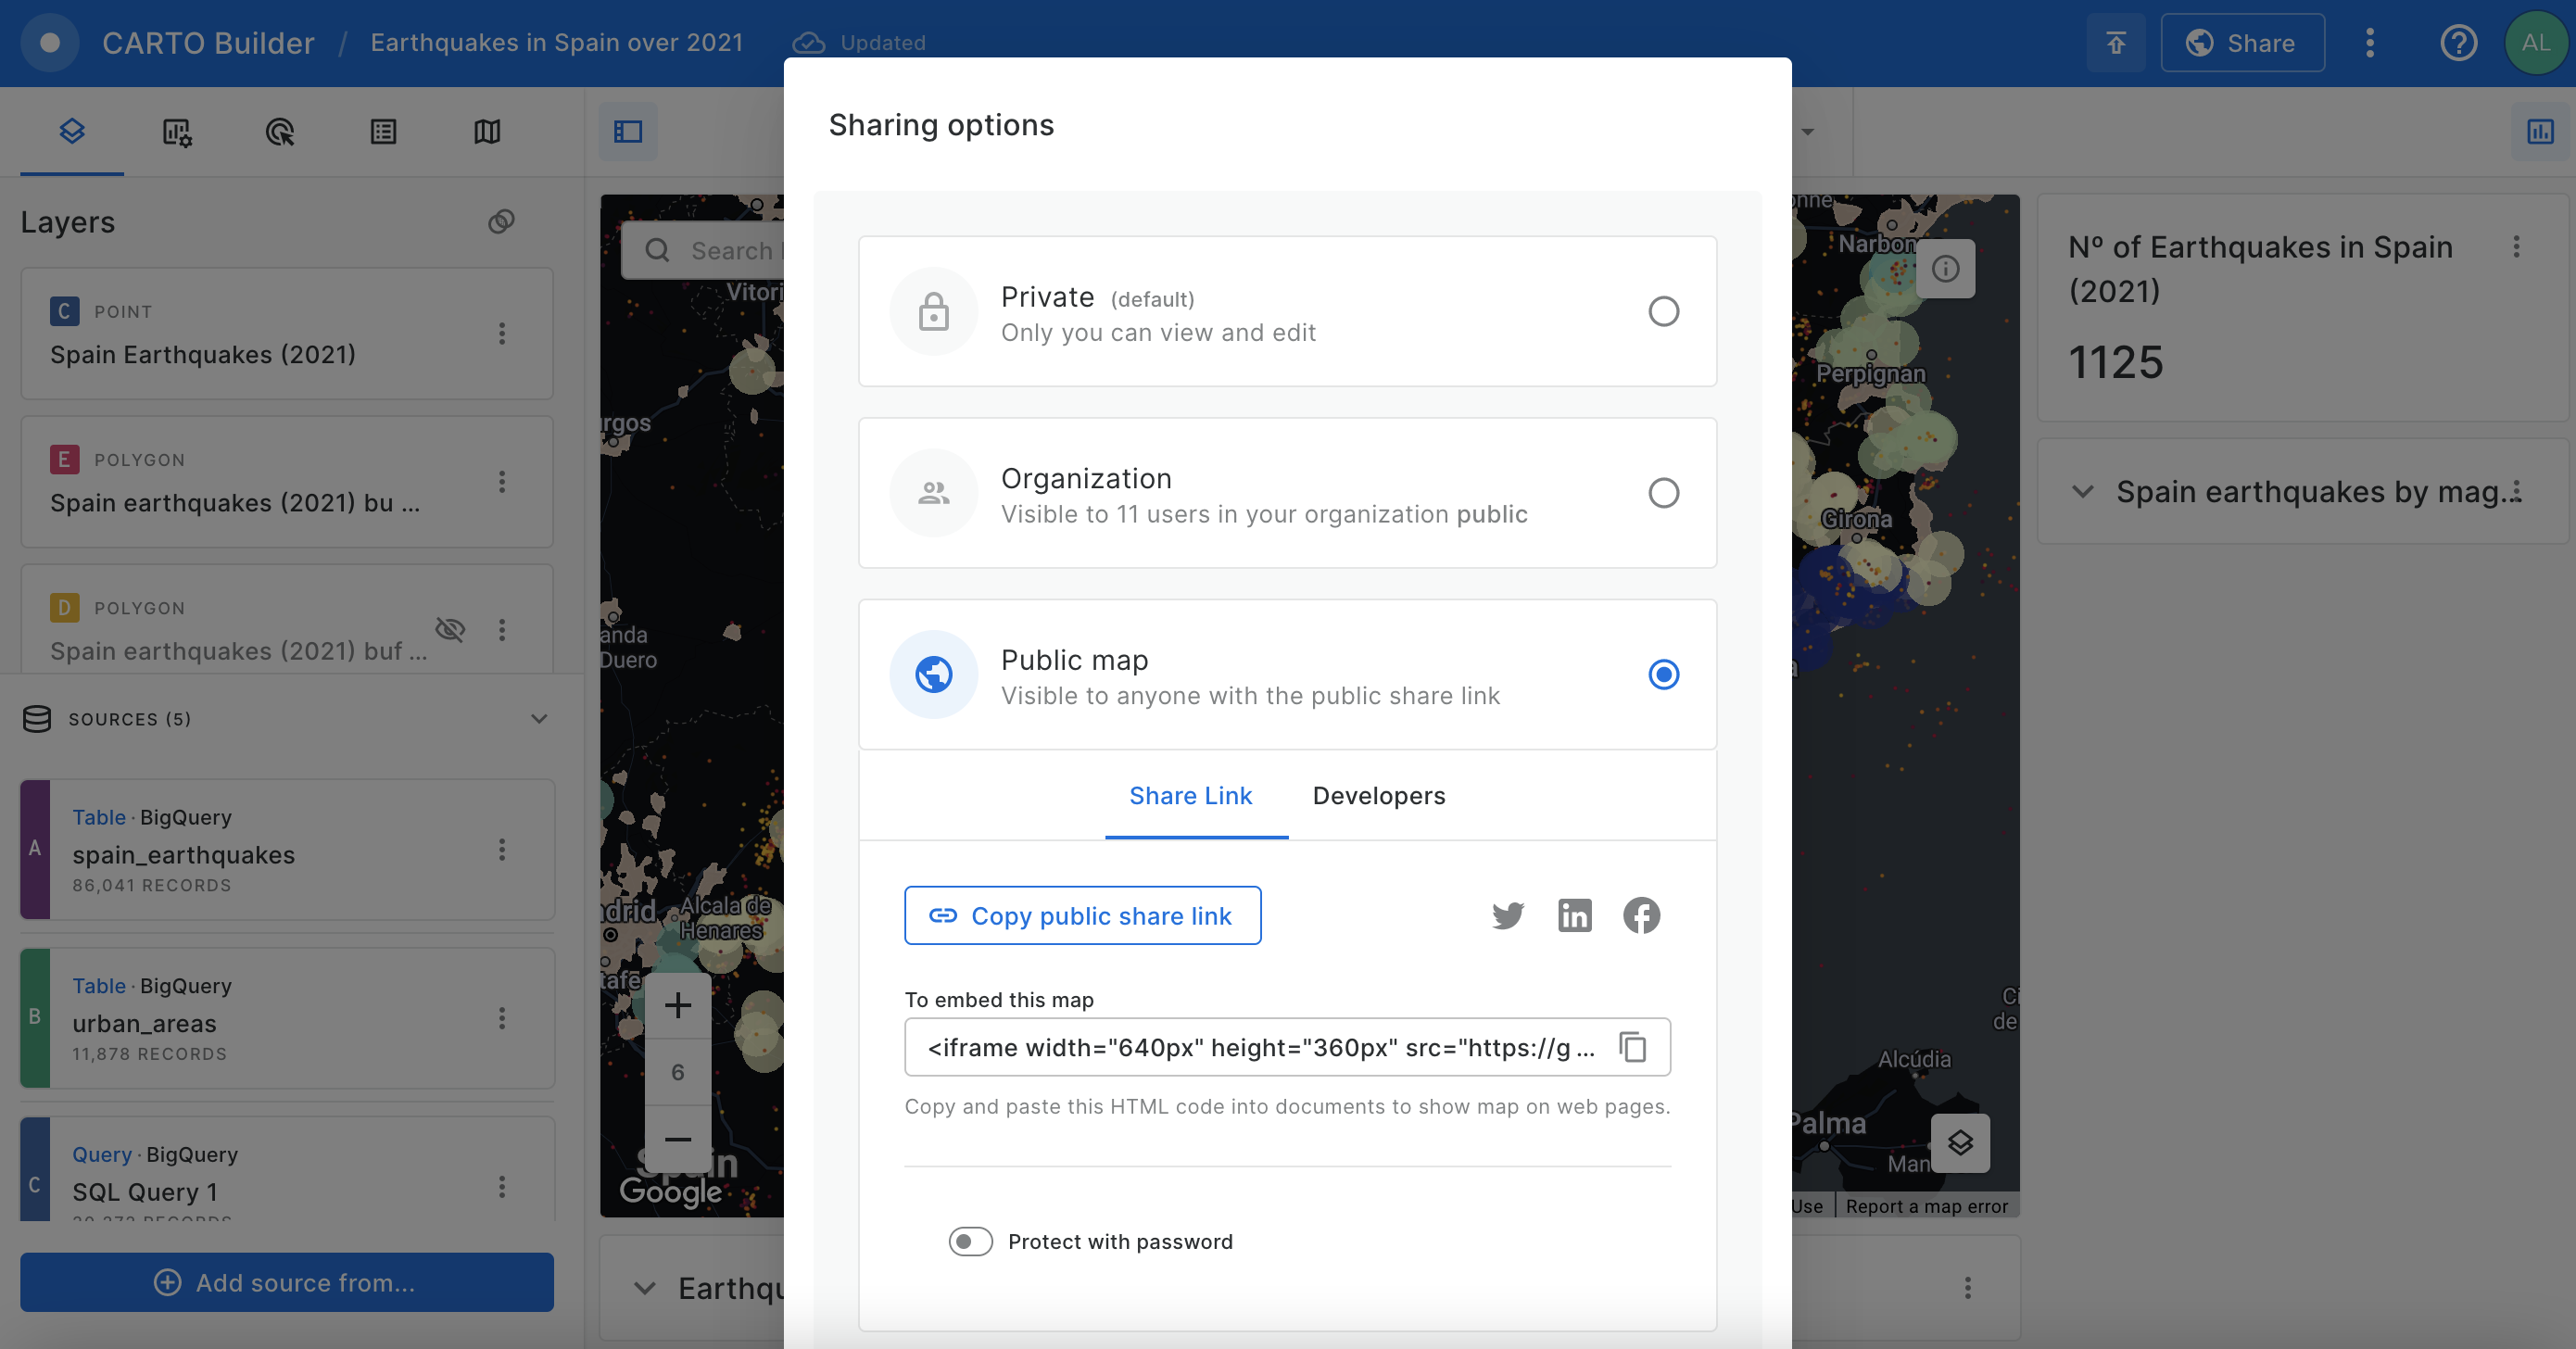 CARTO Builder / Earthquakes in Spain over 2021 Updated
Share
AL
Layers
C POINT
Spain Earthquakes (2021)
E POLYGON
Spain earthquakes (2021) bu ...
D POLYGON
Spain earthquakes (2021) buf ...
SOURCES (5)
A
Table · BigQuery
spain_earthquakes
86,041 RECORDS
B
Table · BigQuery
urban_areas
11,878 RECORDS
C
Query · BigQuery
SQL Query 1
Add source from...
Search
Vitori
rgos
anda
Duero
drid
Alcala de
Henares
tafe
+
6
−
Spain
Google
Earthqu
Sharing options
Private (default)
Only you can view and edit
Organization
Visible to 11 users in your organization public
Public map
Visible to anyone with the public share link
Share Link
Developers
Copy public share link
To embed this map
<iframe width="640px" height="360px" src="https://g ...
Copy and paste this HTML code into documents to show map on web pages.
Protect with password
onne
Narbon
Perpignan
Girona
Ci
de
Alcúdia
Palma
Man
Use
Report a map error
Nº of Earthquakes in Spain
(2021)
1125
Spain earthquakes by mag...